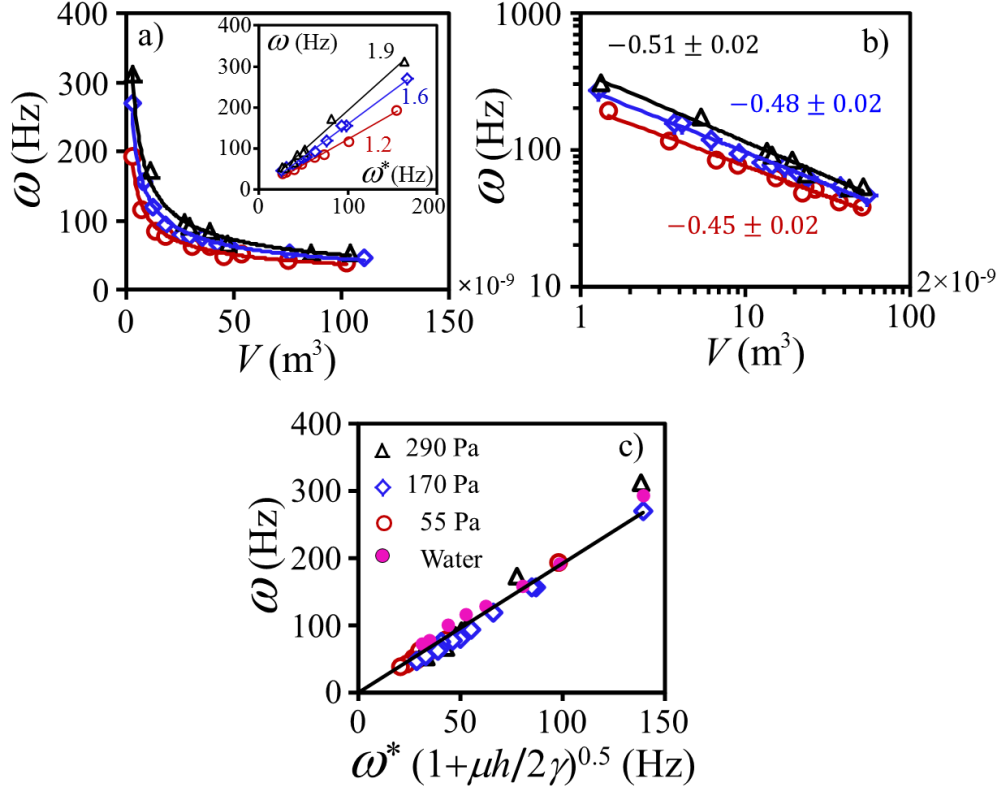 a)
400
300
200
100
0
ω (Hz)
0 50 100 150
×10⁻⁹
V (m³)
ω (Hz)
400
300
200
100
0
0 100 200
ω* (Hz)
1.9
1.6
1.2
b)
1000
100
10
ω (Hz)
1 10 100
2×10⁻⁹
V (m³)
−0.51 ± 0.02
−0.48 ± 0.02
−0.45 ± 0.02
c)
400
300
200
100
0
ω (Hz)
290 Pa
170 Pa
55 Pa
Water
0 50 100 150
ω* (1+μh/2γ)⁰·⁵ (Hz)